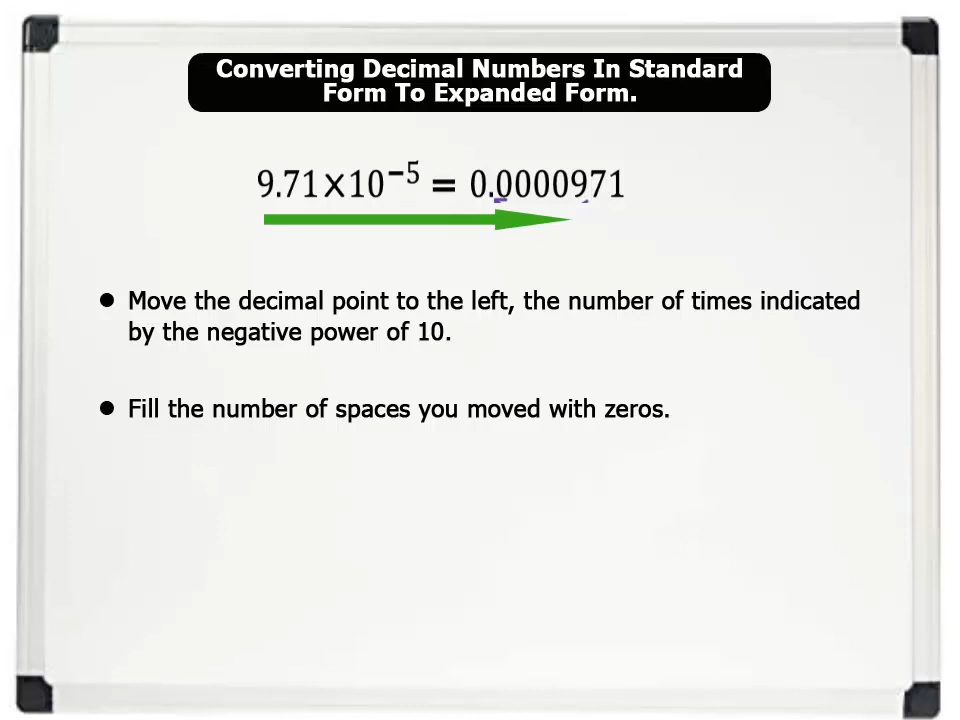 Converting Decimal Numbers In Standard
Form To Expanded Form.
9.71×10⁻⁵ = 0.0000971
● Move the decimal point to the left, the number of times indicated
by the negative power of 10.
● Fill the number of spaces you moved with zeros.